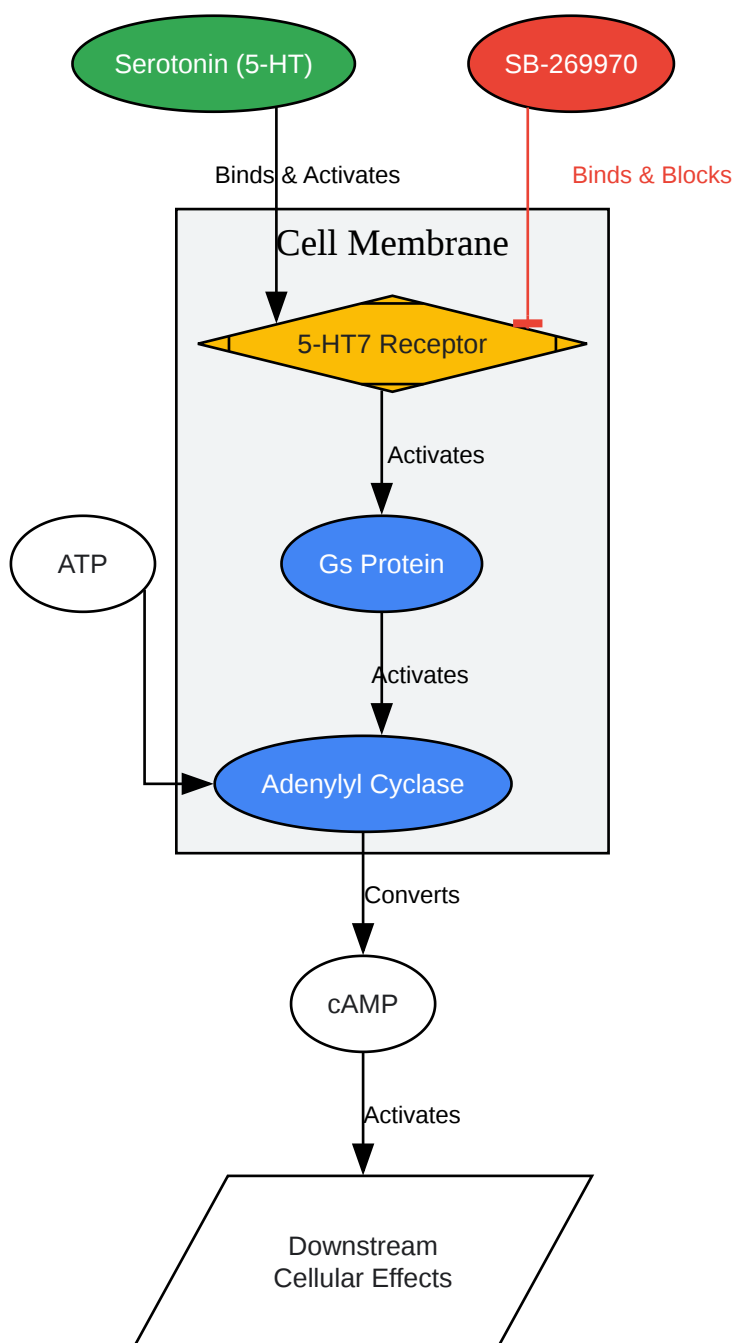 Serotonin (5-HT)
SB-269970
Binds & Activates
Binds & Blocks
Cell Membrane
5-HT7 Receptor
Activates
ATP
Gs Protein
Activates
Adenylyl Cyclase
Converts
cAMP
Activates
Downstream
Cellular Effects